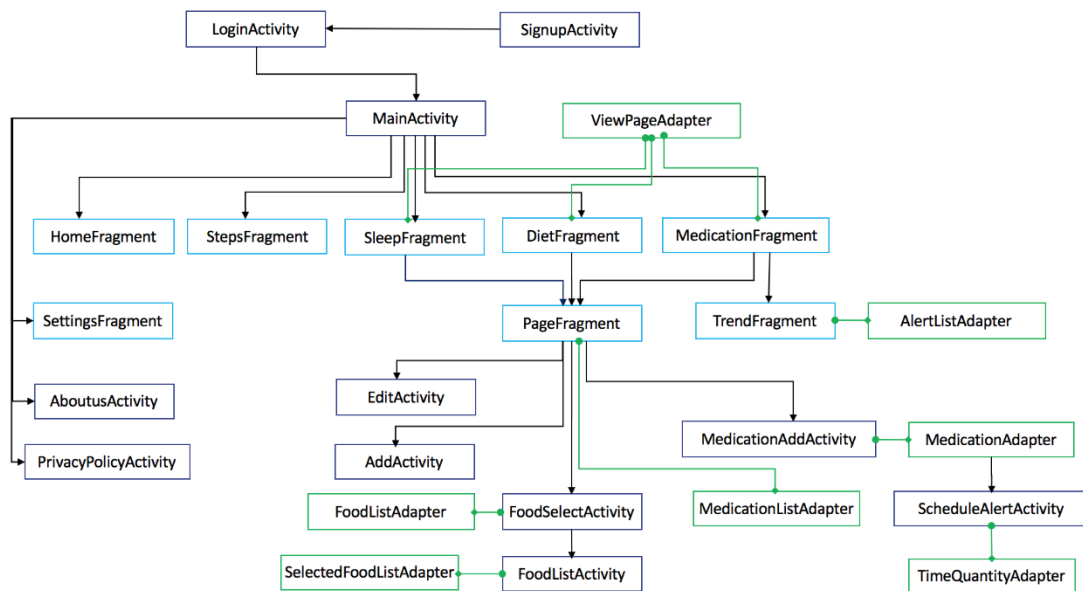 LoginActivity
SignupActivity
MainActivity
ViewPageAdapter
HomeFragment
StepsFragment
SleepFragment
DietFragment
MedicationFragment
SettingsFragment
PageFragment
TrendFragment
AlertListAdapter
AboutusActivity
EditActivity
MedicationAddActivity
MedicationAdapter
PrivacyPolicyActivity
AddActivity
FoodListAdapter
FoodSelectActivity
MedicationListAdapter
ScheduleAlertActivity
SelectedFoodListAdapter
FoodListActivity
TimeQuantityAdapter